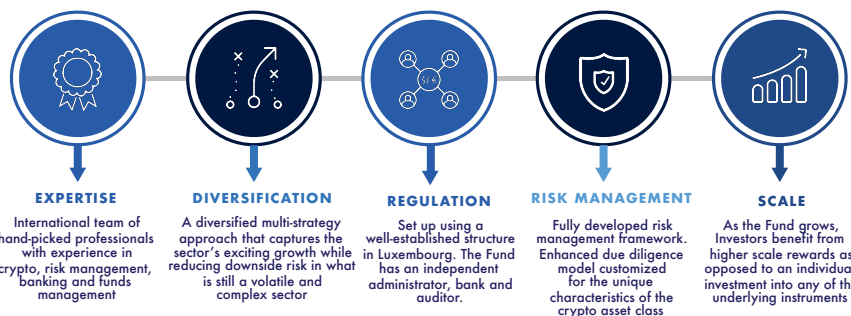 $ € £
EXPERTISE
International team of
hand-picked professionals
with experience in
crypto, risk management,
banking and funds
management
DIVERSIFICATION
A diversified multi-strategy
approach that captures the
sector's exciting growth while
reducing downside risk in what
is still a volatile and
complex sector
REGULATION
Set up using a
well-established structure
in Luxembourg. The Fund
has an independent
administrator, bank and
auditor.
RISK MANAGEMENT
Fully developed risk
management framework.
Enhanced due diligence
model customized
for the unique
characteristics of the
crypto asset class
SCALE
As the Fund grows,
Investors benefit from
higher scale rewards as
opposed to an individua
investment into any of th
underlying instruments